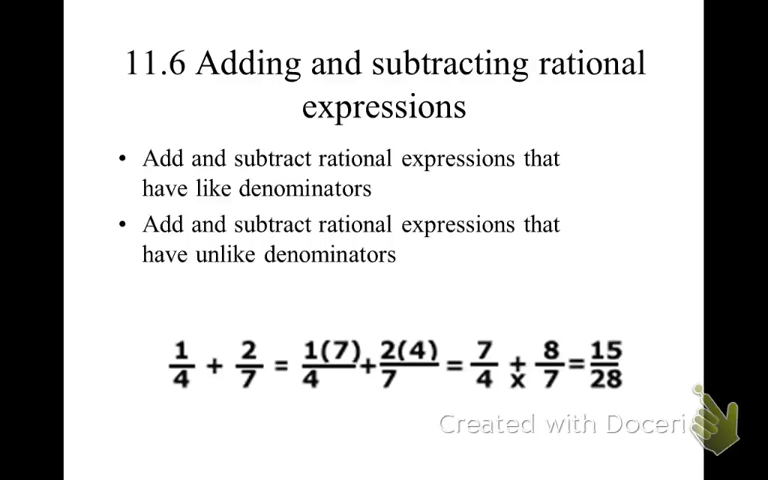 11.6 Adding and subtracting rational
expressions
• Add and subtract rational expressions that
have like denominators
• Add and subtract rational expressions that
have unlike denominators
1/4 + 2/7 = 1(7)/4 + 2(4)/7 = 7/4 +/x 8/7 = 15/28
Created with Doceri